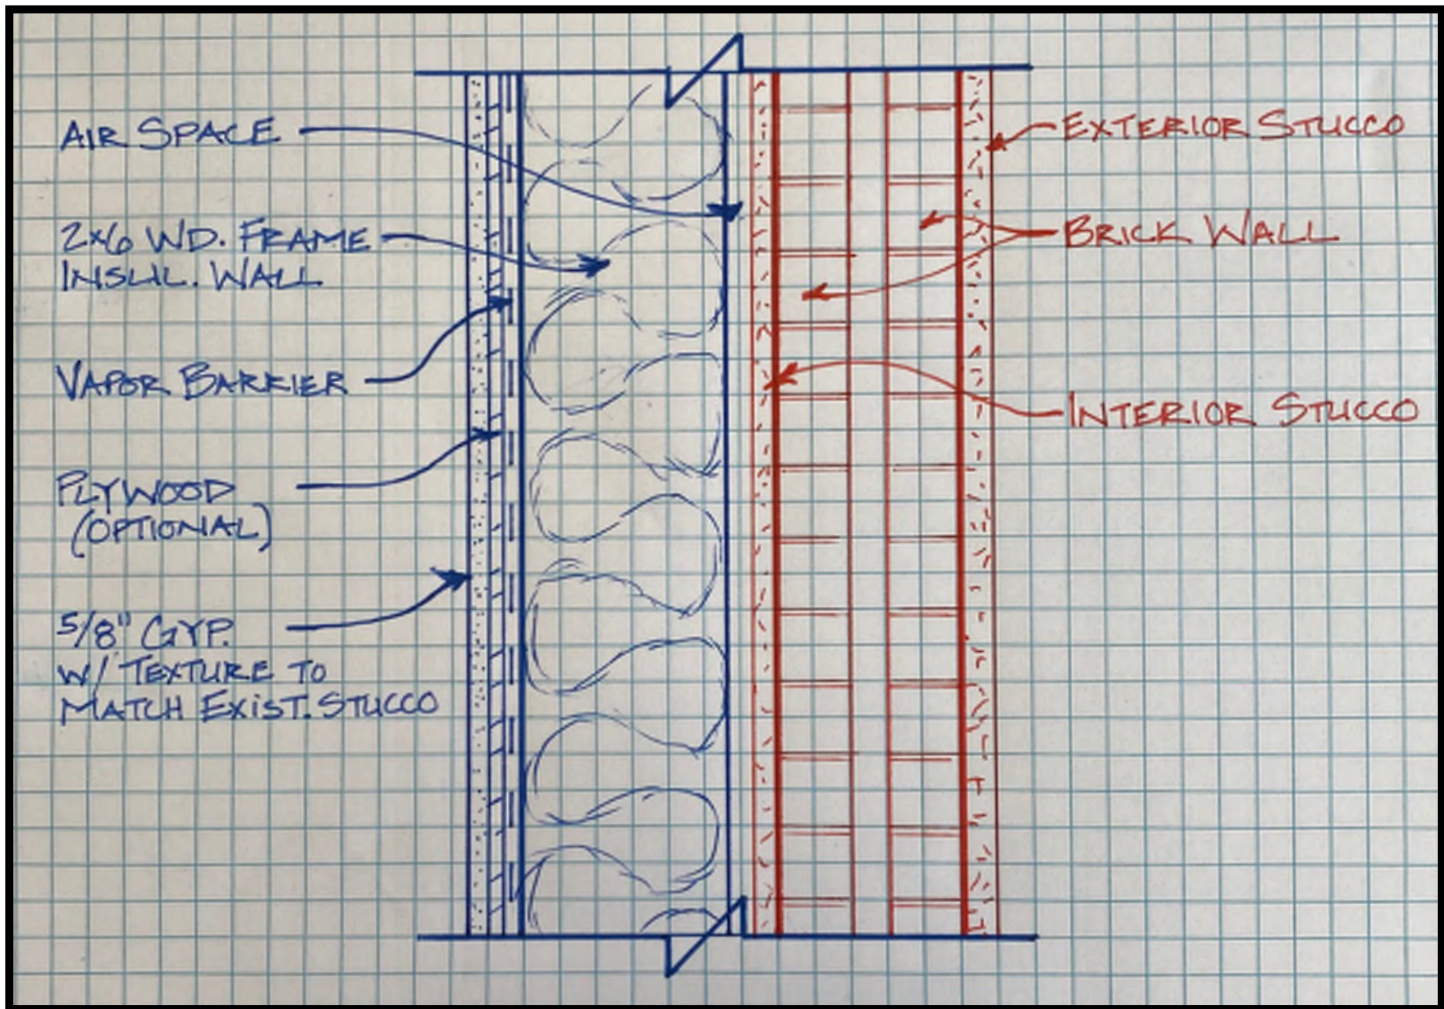 AIR SPACE
2x6 WD. FRAME
INSUL. WALL
VAPOR BARRIER
PLYWOOD
(OPTIONAL)
5/8" GYP.
W/ TEXTURE TO
MATCH EXIST. STUCCO
EXTERIOR STUCCO
BRICK WALL
INTERIOR STUCCO